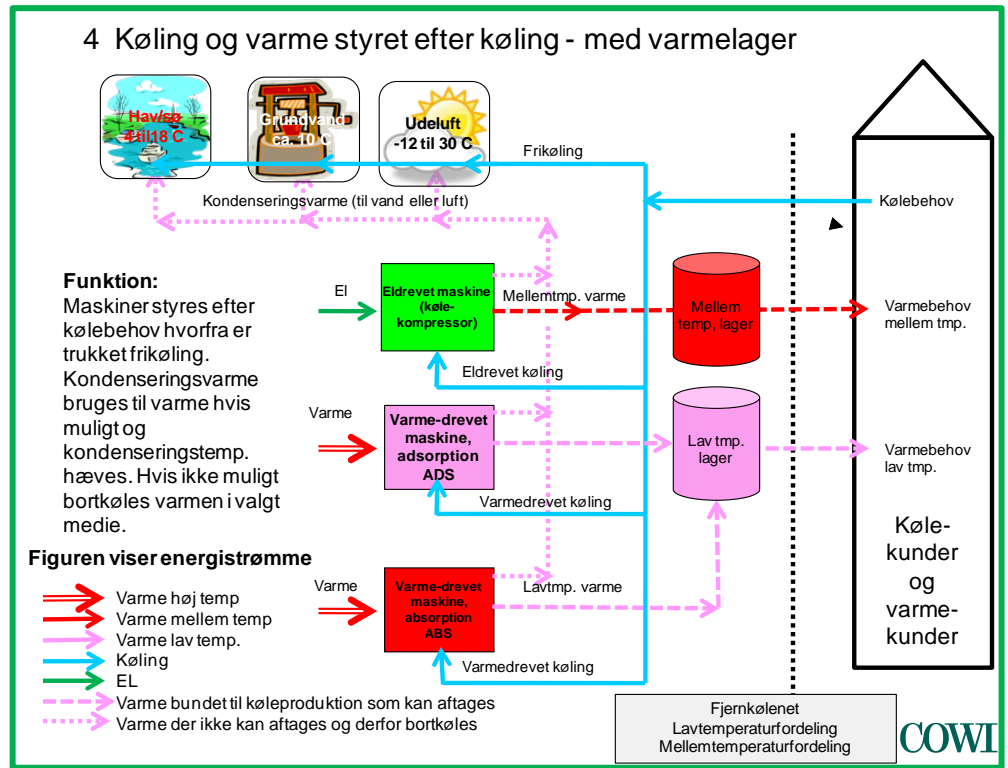 4 Køling og varme styret efter køling - med varmelager
Hav/sø
4 til 18 C
Grundvand
ca. 10 C
Udeluft
-12 til 30 C
Frikøling
Kondenseringsvarme (til vand eller luft)
Kølebehov
Funktion:
Maskiner styres efter
kølebehov hvorfra er
trukket frikøling.
Kondenseringsvarme
bruges til varme hvis
muligt og
kondenseringstemp.
hæves. Hvis ikke muligt
bortkøles varmen i valgt
medie.
El
Eldrevet maskine
(køle-
kompressor)
Mellemtmp. varme
Mellem
temp, lager
Varmebehov
mellem tmp.
Eldrevet køling
Varme
Varme-drevet
maskine,
adsorption
ADS
Lav tmp.
lager
Varmebehov
lav tmp.
Varmedrevet køling
Varme
Varme-drevet
maskine,
absorption
ABS
Lavtmp. varme
Varmedrevet køling
Køle-
kunder
og
varme-
kunder
Figuren viser energistrømme
Varme høj temp
Varme mellem temp
Varme lav temp.
Køling
EL
Varme bundet til køleproduktion som kan aftages
Varme der ikke kan aftages og derfor bortkøles
Fjernkølenet
Lavtemperaturfordeling
Mellemtemperaturfordeling
COWI